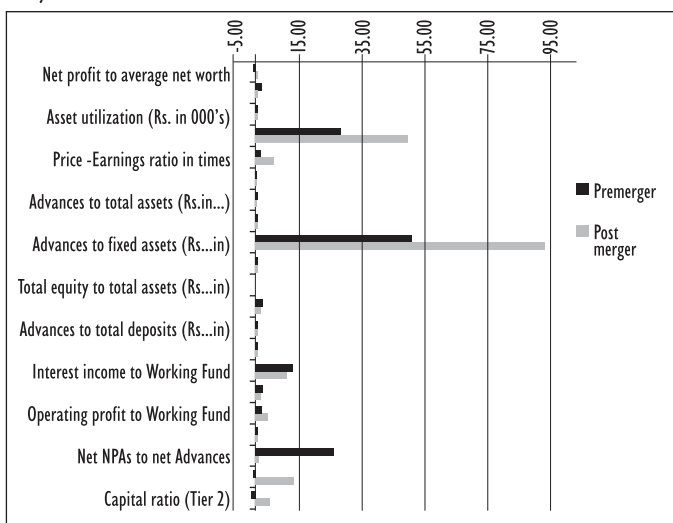 -5.00
15.00
35.00
55.00
75.00
95.00
Net profit to average net worth
Asset utilization (Rs. in 000's)
Price -Earnings ratio in times
Advances to total assets (Rs.in...)
Advances to fixed assets (Rs...in)
Total equity to total assets (Rs...in)
Advances to total deposits (Rs...in)
Interest income to Working Fund
Operating profit to Working Fund
Net NPAs to net Advances
Capital ratio (Tier 2)
Premerger
Post
merger